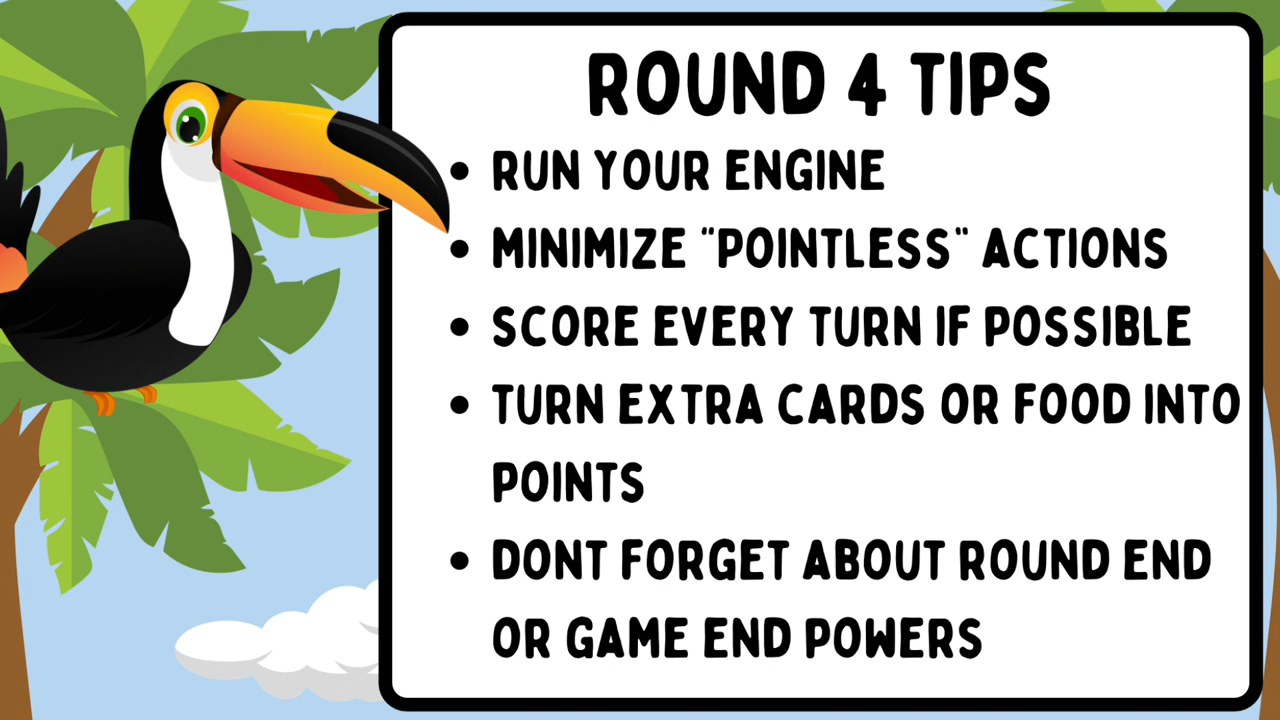 ROUND 4 TIPS
• RUN YOUR ENGINE
• MINIMIZE "POINTLESS" ACTIONS
• SCORE EVERY TURN IF POSSIBLE
• TURN EXTRA CARDS OR FOOD INTO
POINTS
• DONT FORGET ABOUT ROUND END
OR GAME END POWERS